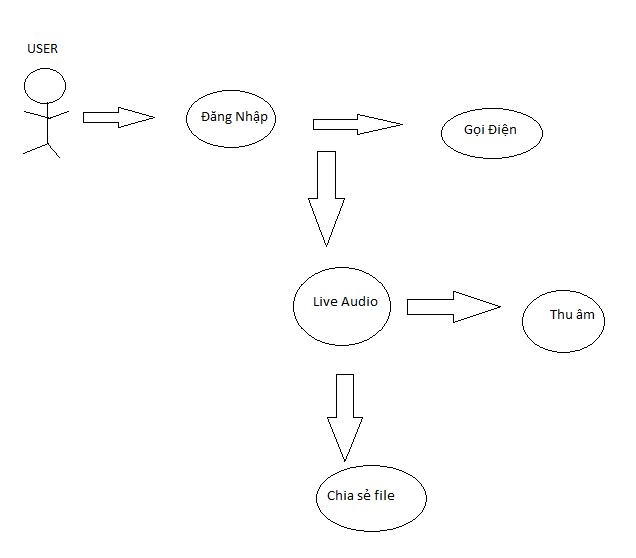 USER
Đăng Nhập
Gọi Điện
Live Audio
Thu âm
Chia sẻ file